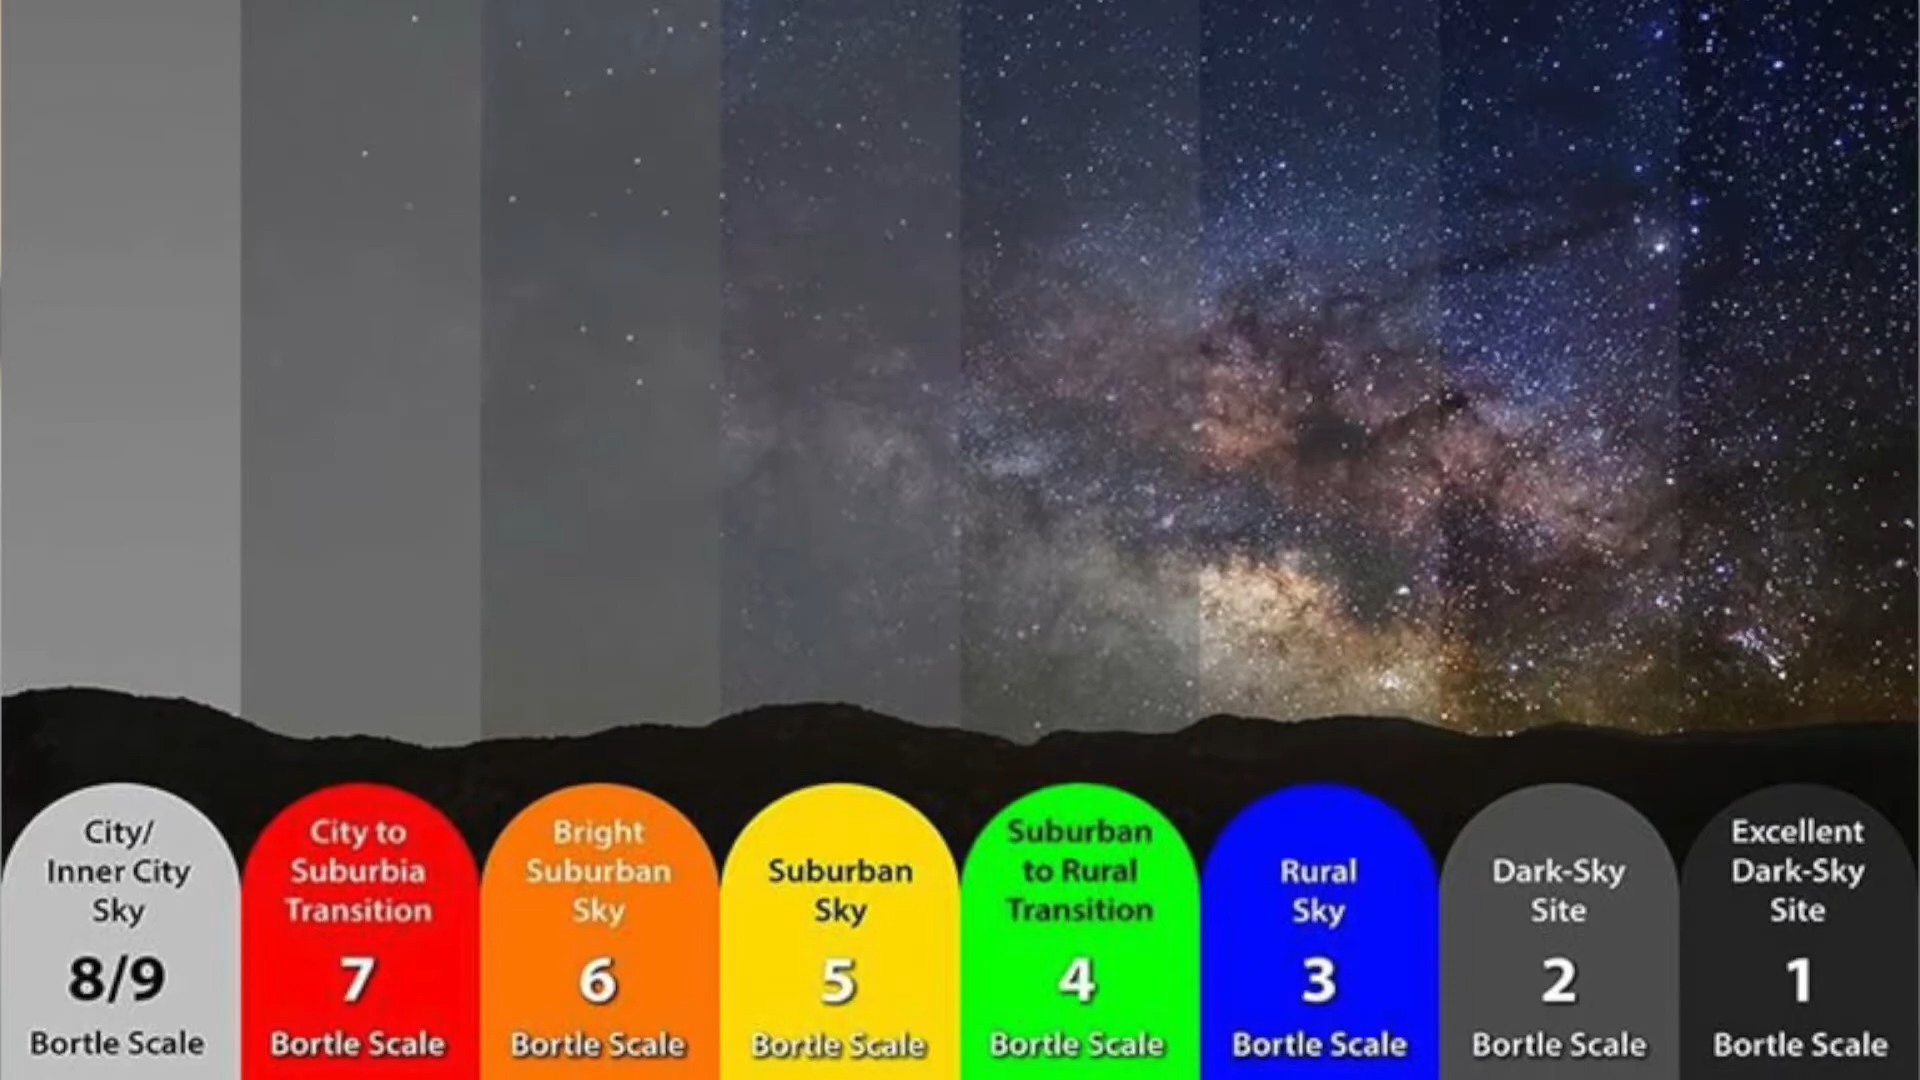 City/
Inner City
Sky
8/9
Bortle Scale
City to
Suburbia
Transition
7
Bortle Scale
Bright
Suburban
Sky
6
Bortle Scale
Suburban
Sky
5
Bortle Scale
Suburban
to Rural
Transition
4
Bortle Scale
Rural
Sky
3
Bortle Scale
Dark-Sky
Site
2
Bortle Scale
Excellent
Dark-Sky
Site
1
Bortle Scale